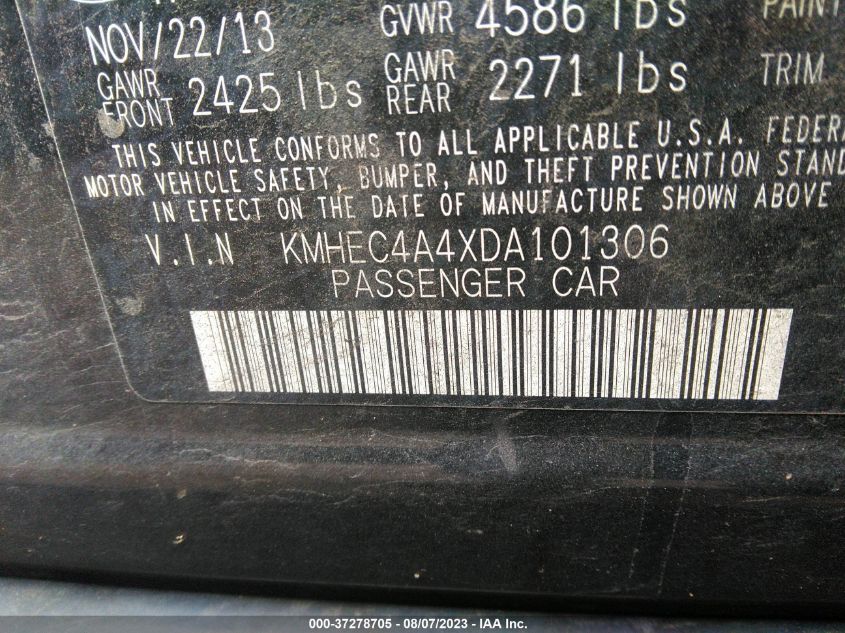 NOV/22/13 GVWR 4586 lbs PAINT
GAWR FRONT 2425 lbs GAWR REAR 2271 lbs TRIM
THIS VEHICLE CONFORMS TO ALL APPLICABLE U.S.A. FEDERA
MOTOR VEHICLE SAFETY, BUMPER, AND THEFT PREVENTION STAND
IN EFFECT ON THE DATE OF MANUFACTURE SHOWN ABOVE
V.I.N KMHEC4A4XDA101306
PASSENGER CAR
000-37278705 - 08/07/2023 - IAA Inc.